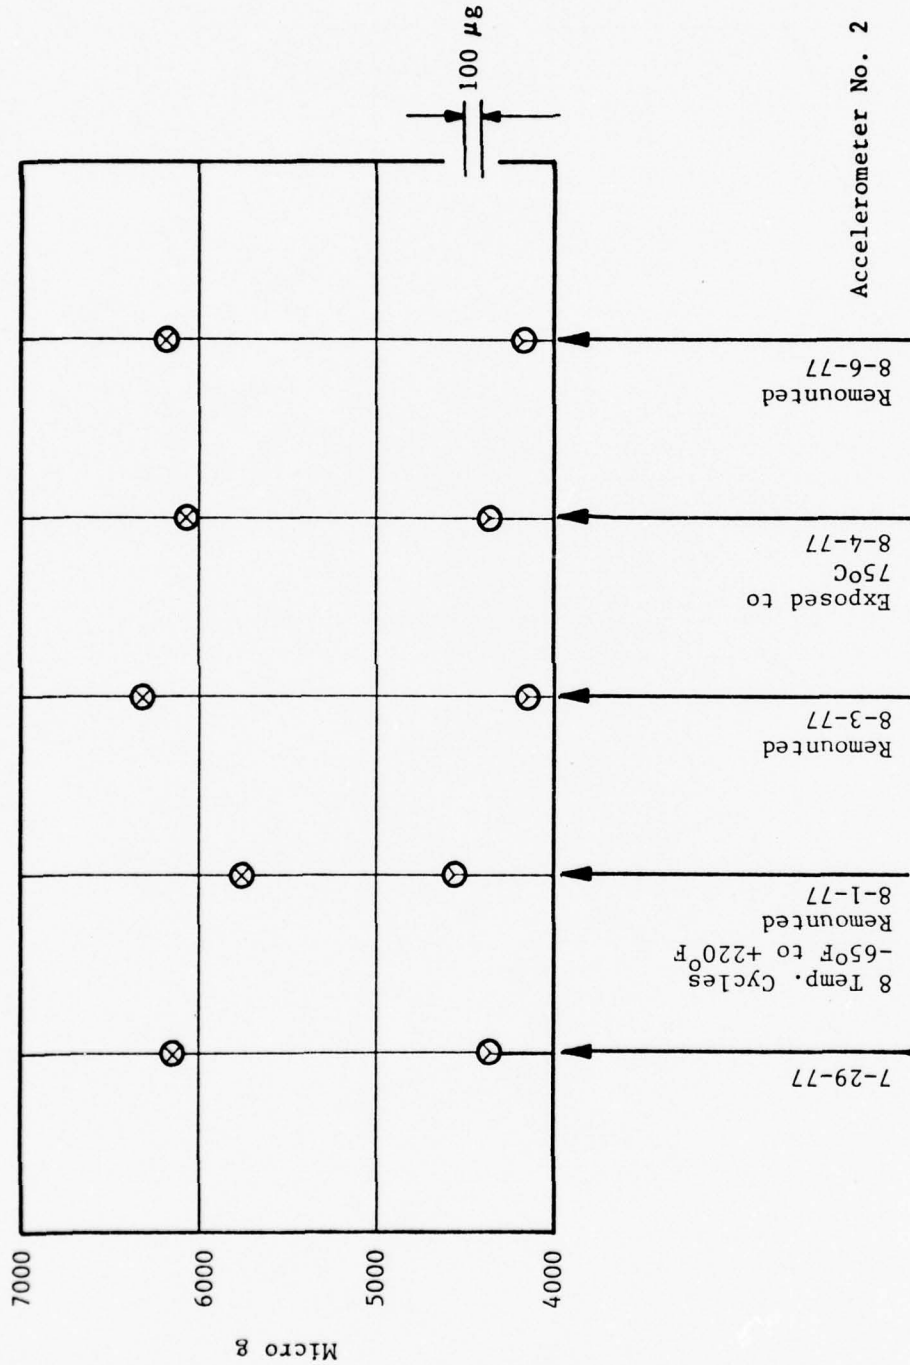 7000
6000
5000
4000
Micro g
100 µg
7-29-77
8 Temp. Cycles
-65°F to +220°F
Remounted
8-1-77
Remounted
8-3-77
Exposed to
75°C
8-4-77
Remounted
8-6-77
Accelerometer No. 2